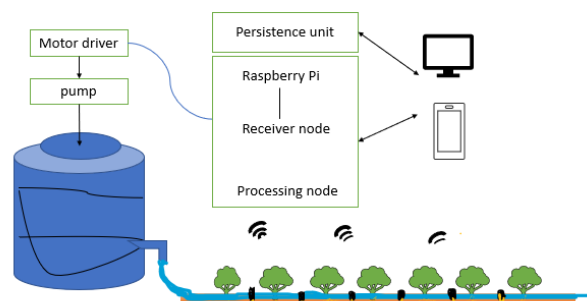 Motor driver
pump
Persistence unit
Raspberry Pi
Receiver node
Processing node